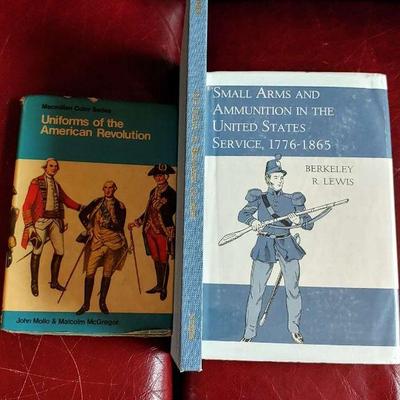 Macmillan Color Series
Uniforms of the
American Revolution
John Mollo & Malcolm McGregor
SMALL ARMS AND
AMMUNITION IN THE
UNITED STATES
SERVICE, 1776-1865
BERKELEY
R. LEWIS